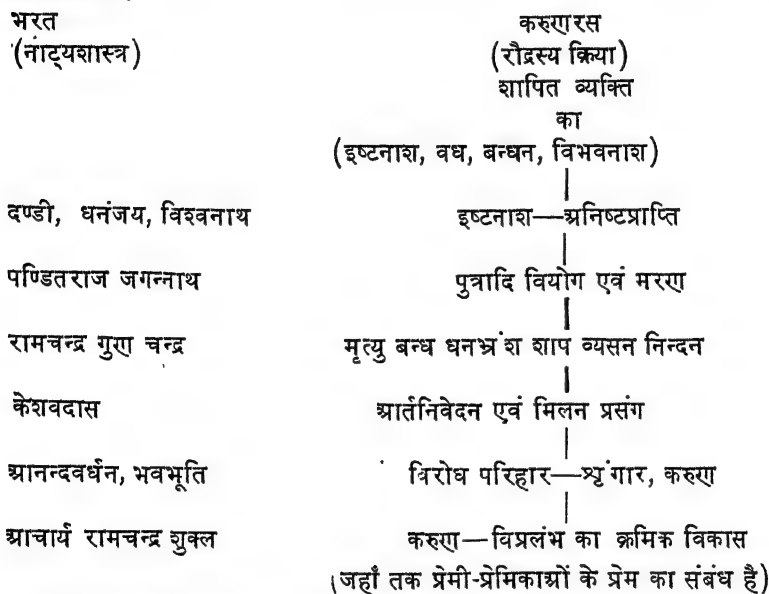 भरत करुणरस
(नाट्यशास्त्र) (रौद्रस्य क्रिया)
शापित व्यक्ति
का
(इष्टनाश, वध, बन्धन, विभवनाश)
दण्डी, धनंजय, विश्वनाथ इष्टनाश—अनिष्टप्राप्ति
पण्डितराज जगन्नाथ पुत्रादि वियोग एवं मरण
रामचन्द्र गुण चन्द्र मृत्यु बन्ध धनभ्रंश शाप व्यसन निन्दन
केशवदास आर्तनिवेदन एवं मिलन प्रसंग
आनन्दवर्धन, भवभूति विरोध परिहार—शृंगार, करुण
आचार्य रामचन्द्र शुक्ल करुण—विप्रलंभ का क्रमिक विकास
(जहाँ तक प्रेमी-प्रेमिकाओं के प्रेम का संबंध है)